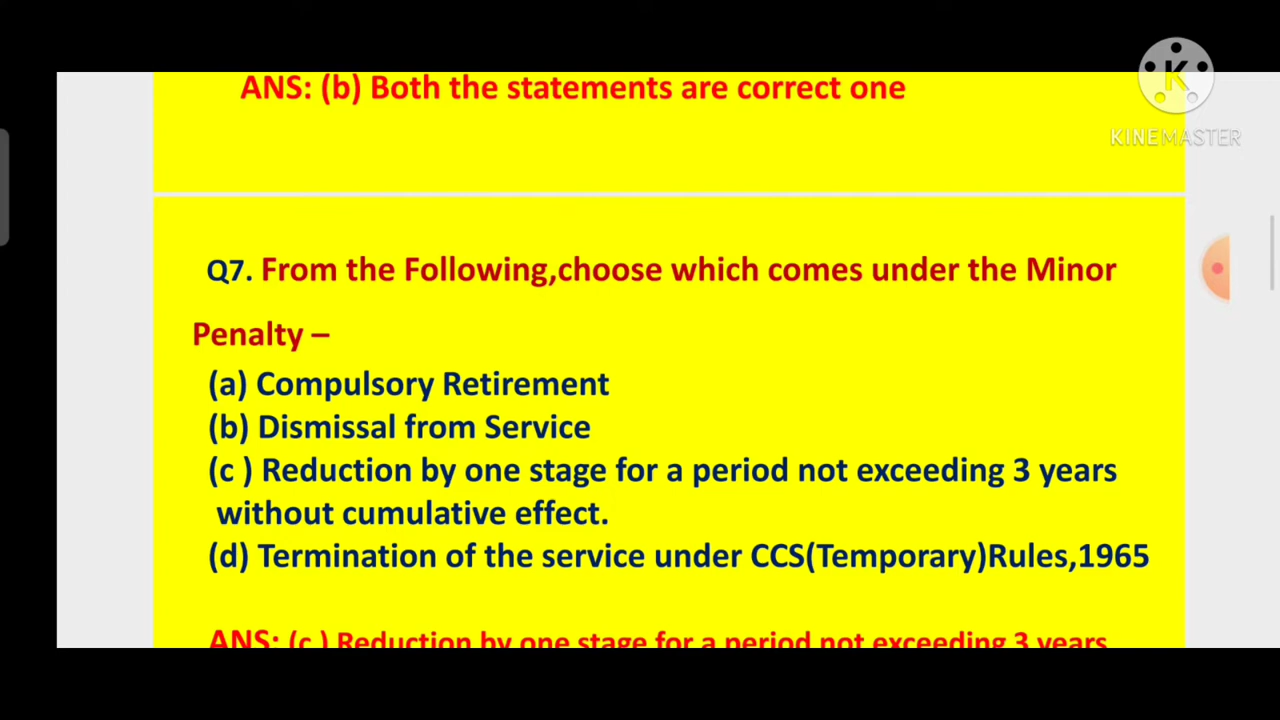 ANS: (b) Both the statements are correct one
K
KINEMASTER
Q7. From the Following,choose which comes under the Minor
Penalty –
(a) Compulsory Retirement
(b) Dismissal from Service
(c ) Reduction by one stage for a period not exceeding 3 years
without cumulative effect.
(d) Termination of the service under CCS(Temporary)Rules,1965
ANS: (c ) Reduction by one stage for a period not exceeding 3 years